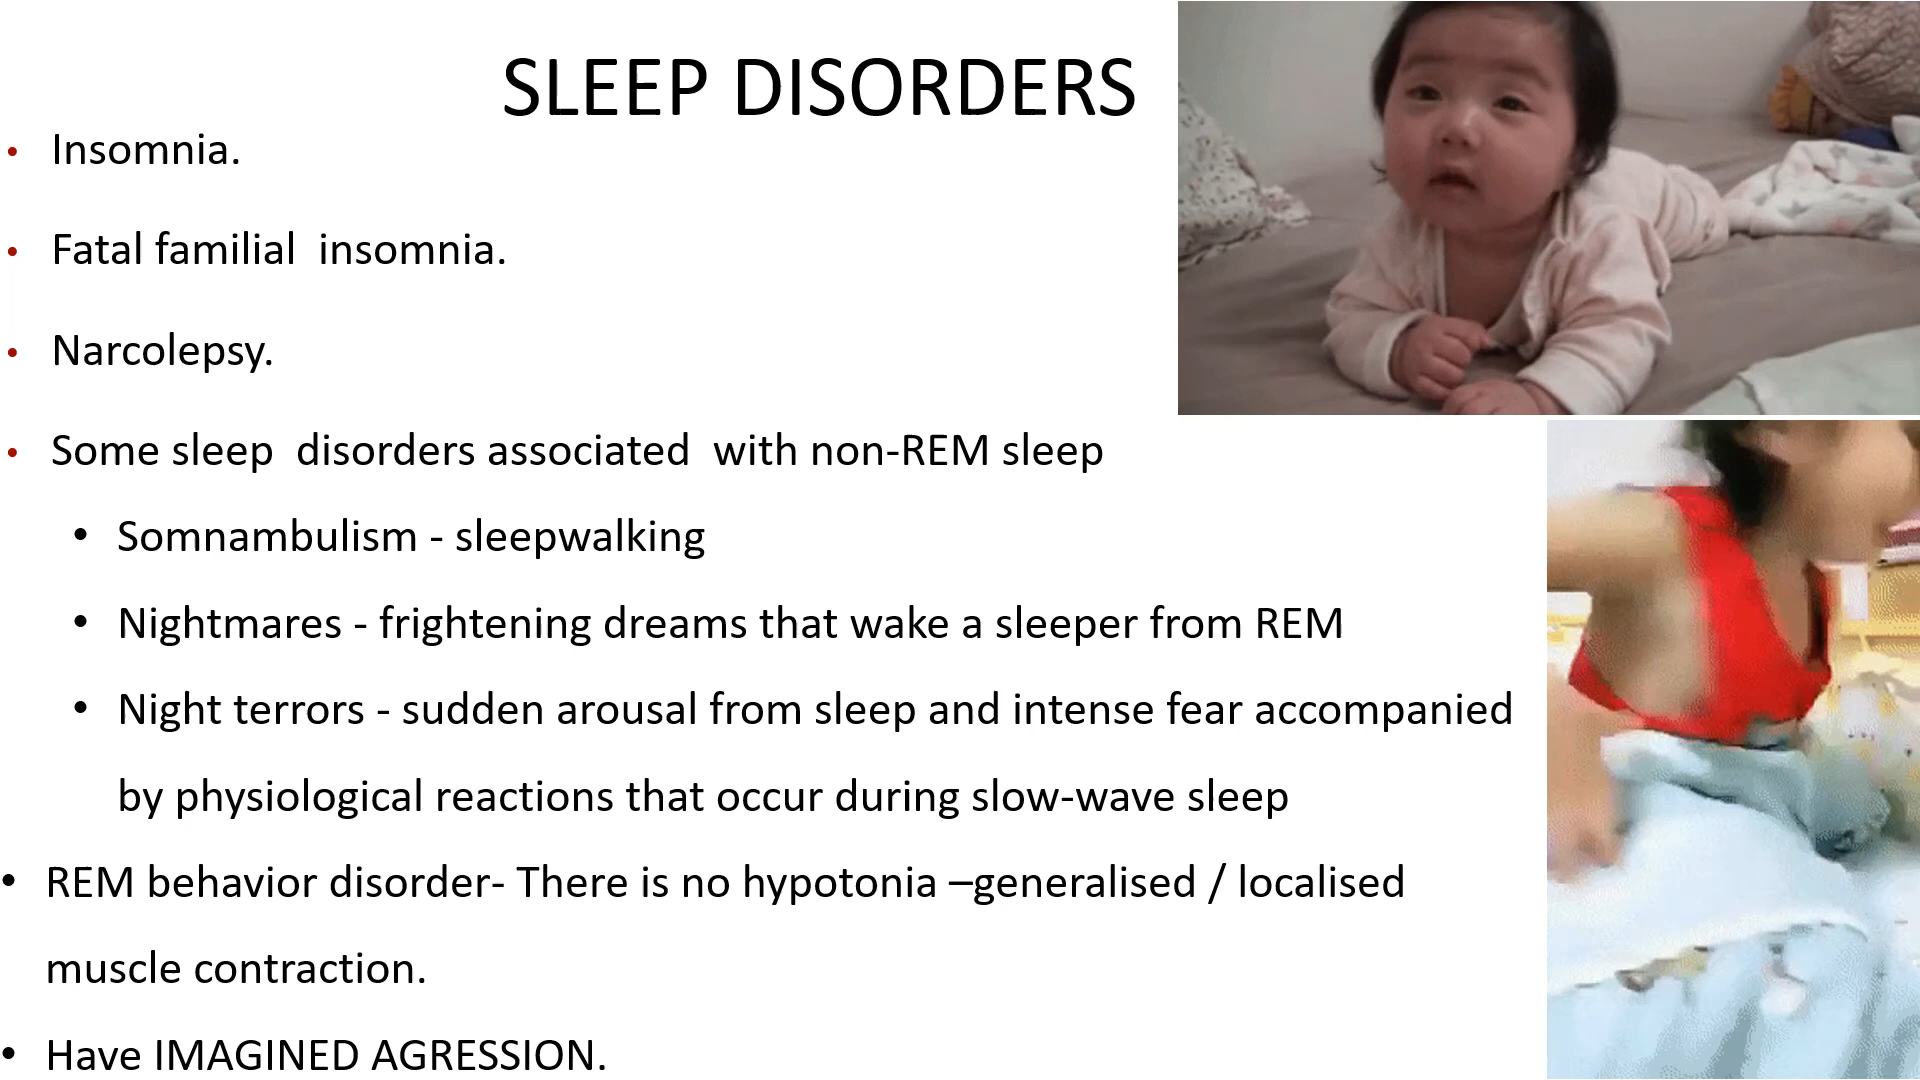 SLEEP DISORDERS
• Insomnia.
• Fatal familial  insomnia.
• Narcolepsy.
• Some sleep  disorders associated  with non-REM sleep
• Somnambulism - sleepwalking
• Nightmares - frightening dreams that wake a sleeper from REM
• Night terrors - sudden arousal from sleep and intense fear accompanied
by physiological reactions that occur during slow-wave sleep
• REM behavior disorder- There is no hypotonia –generalised / localised
muscle contraction.
• Have IMAGINED AGRESSION.